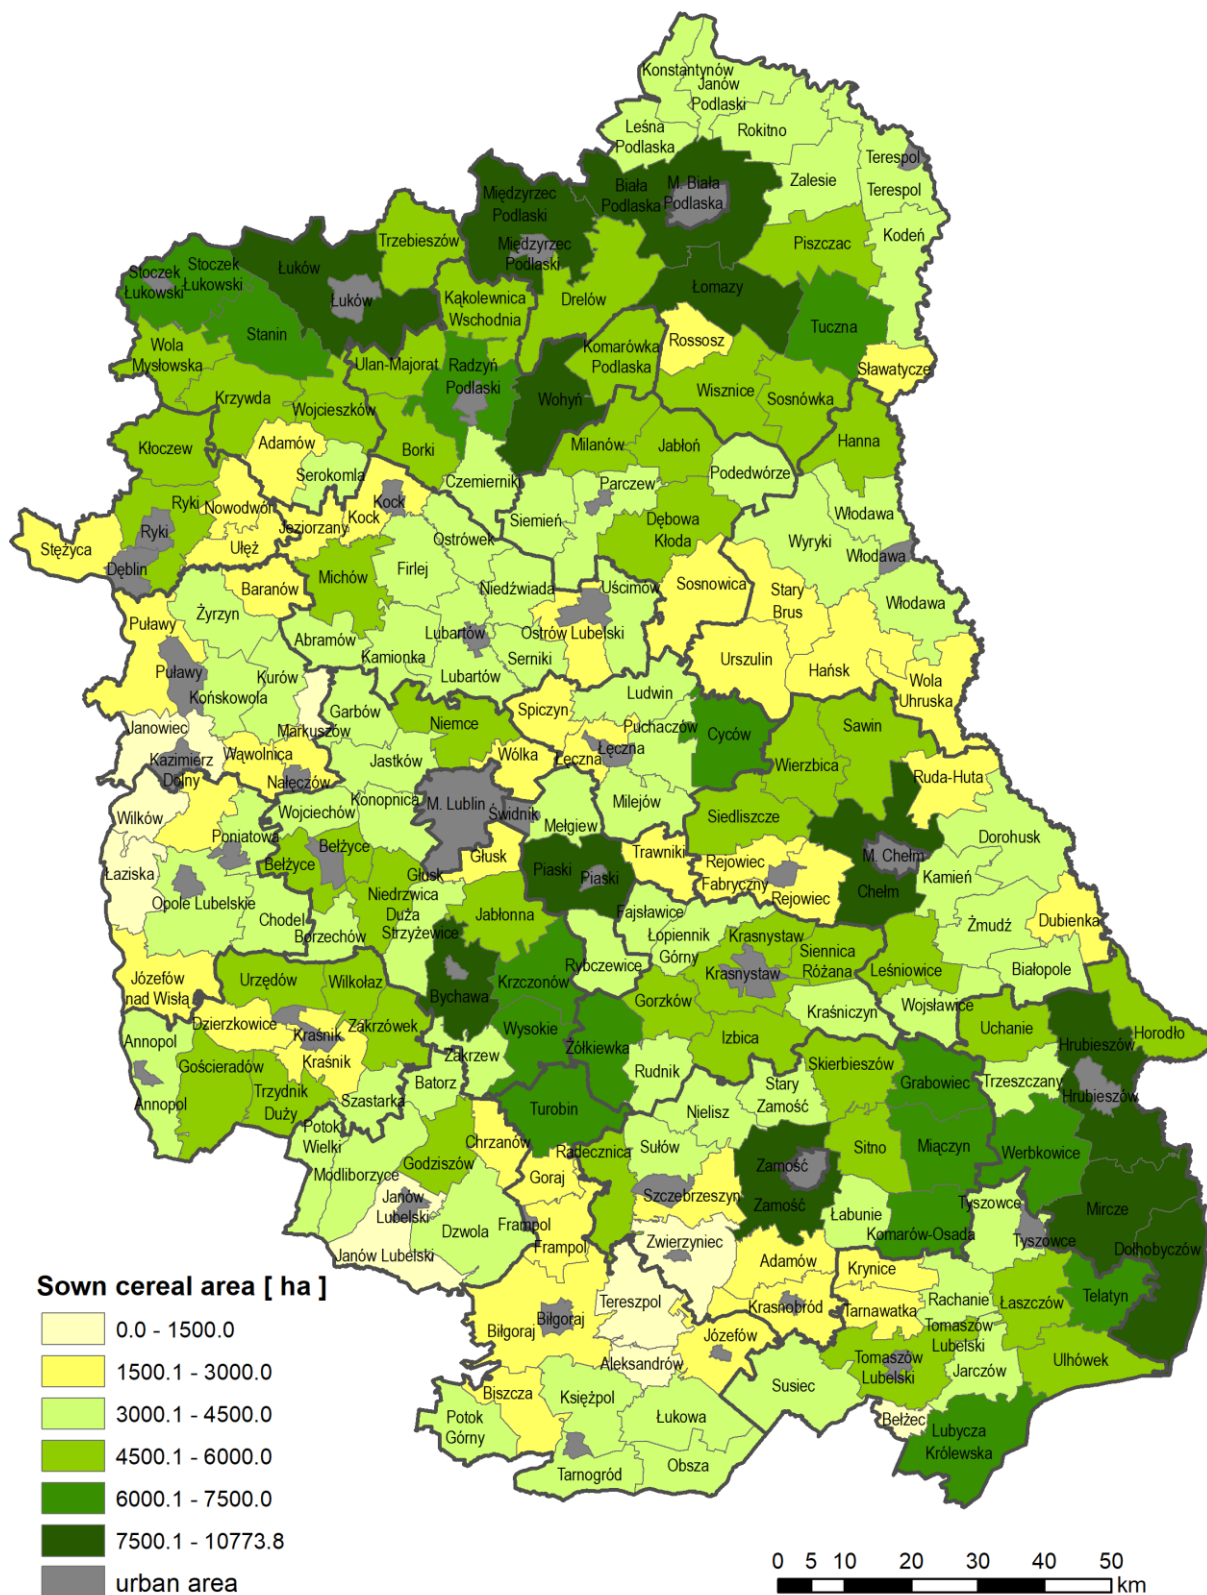 Konstantynów
Janów
Podlaski
Leśna
Podlaska
Rokitno
Terespol
Zalesie
Terespol
Międzyrzec
Podlaski
Biała
Podlaska
M. Biała
Podlaska
Kodeń
Trzebieszów
Międzyrzec
Podlaski
Piszczac
Stoczek
Łukowski
Stoczek
Łukowski
Łuków
Łuków
Kąkolewnica
Wschodnia
Drelów
Łomazy
Tuczna
Stanin
Wola
Mysłowska
Ulan-Majorat
Radzyń
Podlaski
Komarówka
Podlaska
Rossosz
Sławatycze
Krzywda
Wojcieszków
Wohyń
Wisznice
Sosnówka
Kłoczew
Adamów
Borki
Milanów
Jabłoń
Hanna
Serokomla
Czemierniki
Podedwórze
Ryki
Nowodwór
Kock
Parczew
Jeziorzany
Kock
Siemień
Włodawa
Stężyca
Ryki
Ułęż
Ostrówek
Dębowa
Kłoda
Wyryki
Włodawa
Dęblin
Michów
Firlej
Baranów
Niedźwiada
Uścimów
Sosnowica
Stary
Brus
Włodawa
Puławy
Żyrzyn
Abramów
Lubartów
Ostrów Lubelski
Kamionka
Serniki
Urszulin
Hańsk
Wola
Uhruska
Puławy
Kurów
Lubartów
Końskowola
Ludwin
Janowiec
Markuszów
Garbów
Niemce
Spiczyn
Puchaczów
Cyców
Sawin
Kazimierz
Dolny
Wąwolnica
Nałęczów
Jastków
Wólka
Łęczna
Łęczna
Wierzbica
Ruda-Huta
Wilków
Wojciechów
Konopnica
M. Lublin
Świdnik
Milejów
Siedliszcze
Dorohusk
Poniatowa
Mełgiew
Bełżyce
Bełżyce
Głusk
Głusk
Trawniki
Rejowiec
Fabryczny
M. Chełm
Łaziska
Opole Lubelskie
Piaski
Piaski
Rejowiec
Chełm
Kamień
Niedrzwica
Duża
Chodel
Borzechów
Strzyżewice
Jabłonna
Fajsławice
Łopiennik
Górny
Krasnystaw
Żmudź
Dubienka
Siennica
Różana
Józefów
nad Wisłą
Urzędów
Wilkołaz
Bychawa
Krzczonów
Rybczewice
Krasnystaw
Leśniowice
Białopole
Gorzków
Kraśniczyn
Wojsławice
Dzierzkowice
Kraśnik
Zakrzówek
Wysokie
Żółkiewka
Izbica
Uchanie
Horodło
Annopol
Kraśnik
Hrubieszów
Gościeradów
Zakrzew
Skierbieszów
Batorz
Rudnik
Stary
Zamość
Grabowiec
Trzeszczany
Hrubieszów
Annopol
Trzydnik
Duży
Szastarka
Turobin
Nielisz
Potok
Wielki
Chrzanów
Radecznica
Sułów
Sitno
Miączyn
Werbkowice
Modliborzyce
Godziszów
Goraj
Zamość
Janów
Lubelski
Szczebrzeszyn
Zamość
Tyszowce
Mircze
Dzwola
Frampol
Łabunie
Komarów-Osada
Tyszowce
Frampol
Zwierzyniec
Dołhobyczów
Janów Lubelski
Adamów
Krynice
Telatyn
Tereszpol
Krasnobród
Tarnawatka
Rachanie
Łaszczów
Biłgoraj
Biłgoraj
Józefów
Tomaszów
Lubelski
Tomaszów
Lubelski
Aleksandrów
Jarczów
Ulhówek
Biszcza
Księżpol
Susiec
Potok
Górny
Łukowa
Bełżec
Lubycza
Królewska
Obsza
Tarnogród
Sown cereal area [ ha ]
0.0 - 1500.0
1500.1 - 3000.0
3000.1 - 4500.0
4500.1 - 6000.0
6000.1 - 7500.0
7500.1 - 10773.8
urban area
0 5 10 20 30 40 50
km